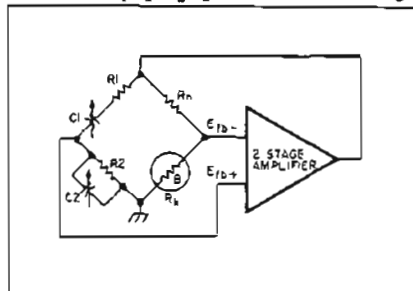 R1
Rn
C1
Efb-
2 STAGE
AMPLIFIER
R2
θ
Efb+
Rk
C2